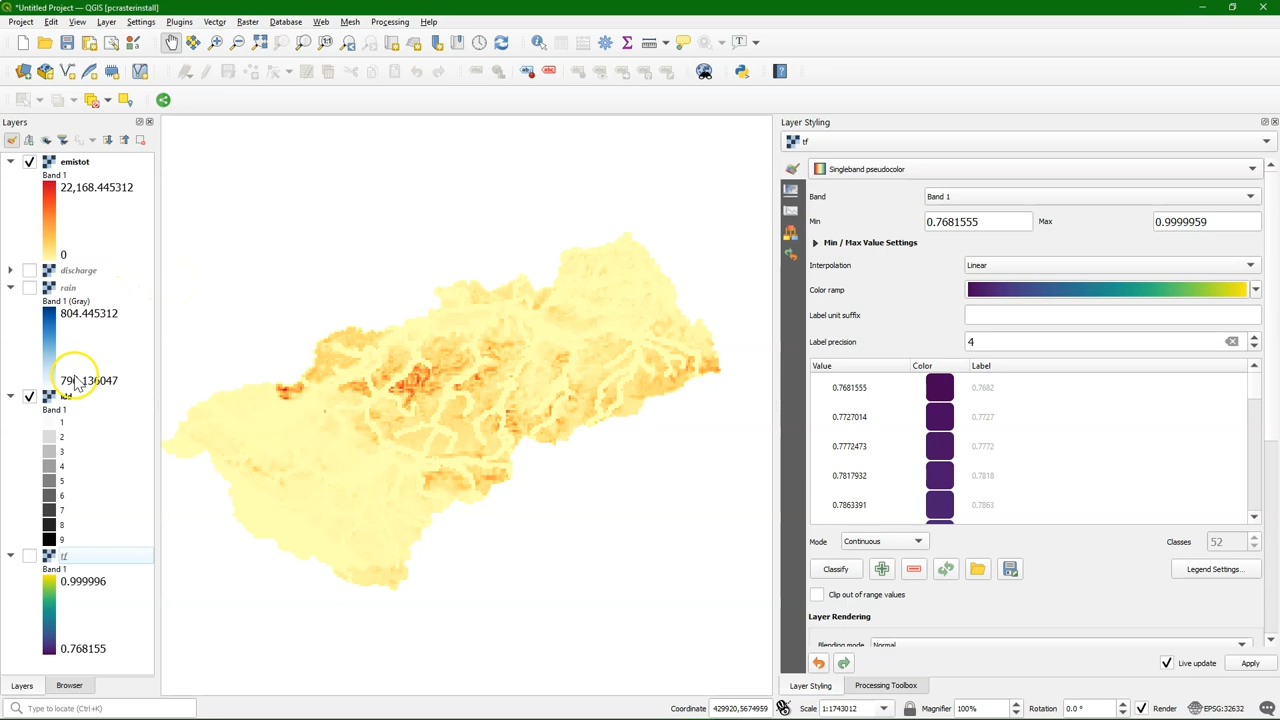 *Untitled Project — QGIS [pcrasterinstall]
Project Edit View Layer Settings Plugins Vector Raster Database Web Mesh Processing Help
Layers
emistot
Band 1
22,168.445312
0
discharge
rain
Band 1 (Gray)
804.445312
Band 1
1
2
3
4
5
6
7
8
9
tf
Band 1
0.999996
0.768155
Layers Browser
Type to locate (Ctrl+K)
Layer Styling
tf
Singleband pseudocolor
Band Band 1
Min 0.7681555 Max 0.9999959
Min / Max Value Settings
Interpolation Linear
Color ramp
Label unit suffix
Label precision 4
Value Color Label
0.7681555 0.7682
0.7727014 0.7727
0.7772473 0.7772
0.7817932 0.7818
0.7863391 0.7863
Mode Continuous Classes 52
Classify Legend Settings...
Clip out of range values
Layer Rendering
Blending mode Normal
Live update Apply
Layer Styling Processing Toolbox
Coordinate 429920,5674959 Scale 1:1743012 Magnifier 100% Rotation 0.0 ° Render EPSG:32632